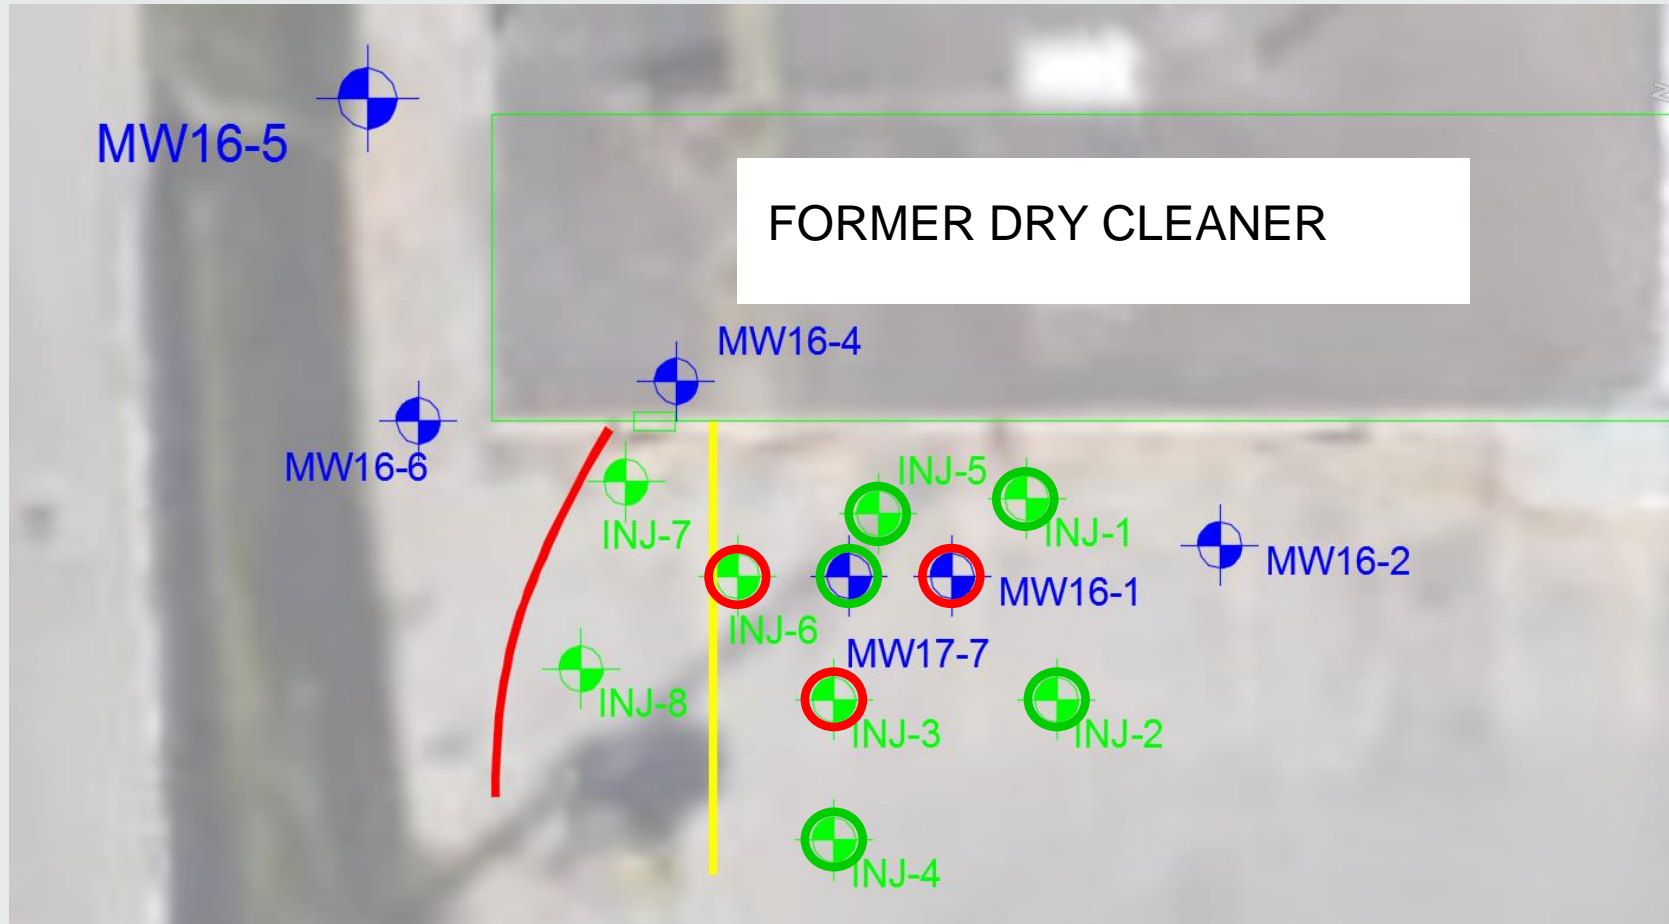 MW16-5
FORMER DRY CLEANER
MW16-4
MW16-6
INJ-5
INJ-7
INJ-1
MW16-2
MW16-1
INJ-6
MW17-7
INJ-8
INJ-3
INJ-2
INJ-4
N